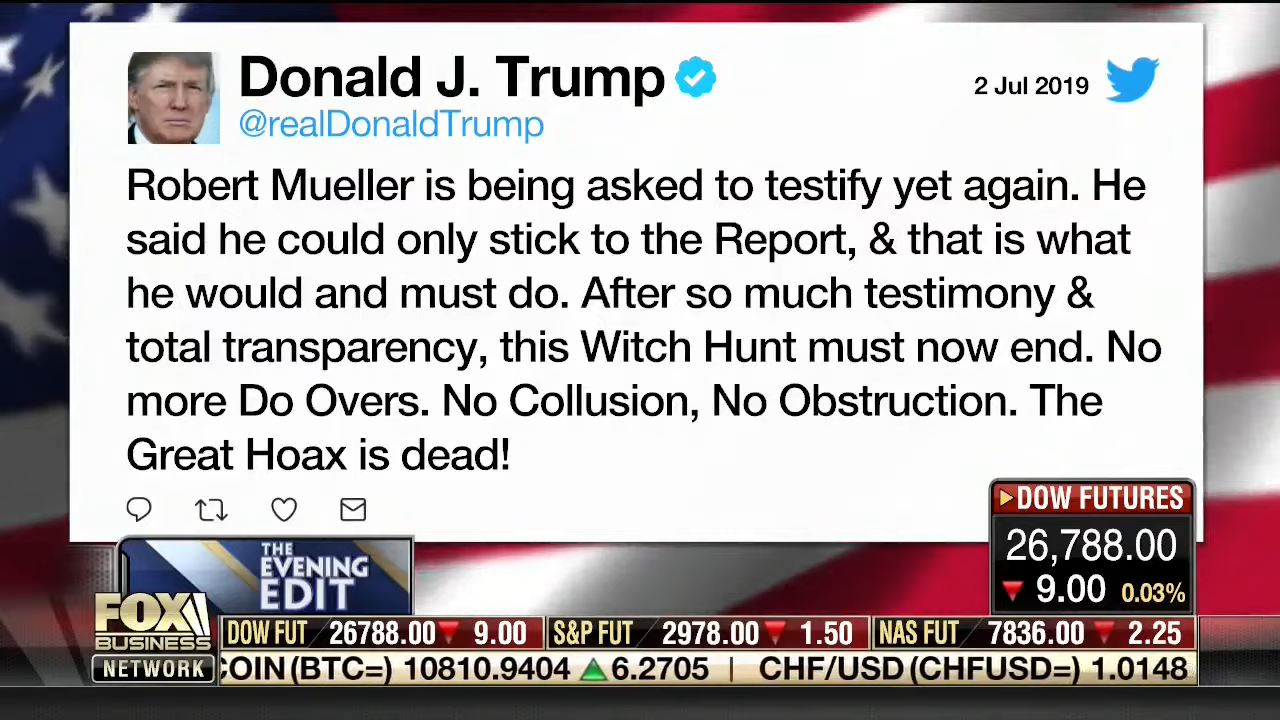 Donald J. Trump
@realDonaldTrump
2 Jul 2019
Robert Mueller is being asked to testify yet again. He
said he could only stick to the Report, & that is what
he would and must do. After so much testimony &
total transparency, this Witch Hunt must now end. No
more Do Overs. No Collusion, No Obstruction. The
Great Hoax is dead!
DOW FUTURES
26,788.00
9.00 0.03%
THE
EVENING
EDIT
FOX
BUSINESS
NETWORK
DOW FUT 26788.00 9.00 S&P FUT 2978.00 1.50 NAS FUT 7836.00 2.25
COIN (BTC=) 10810.9404 6.2705 | CHF/USD (CHFUSD=) 1.0148